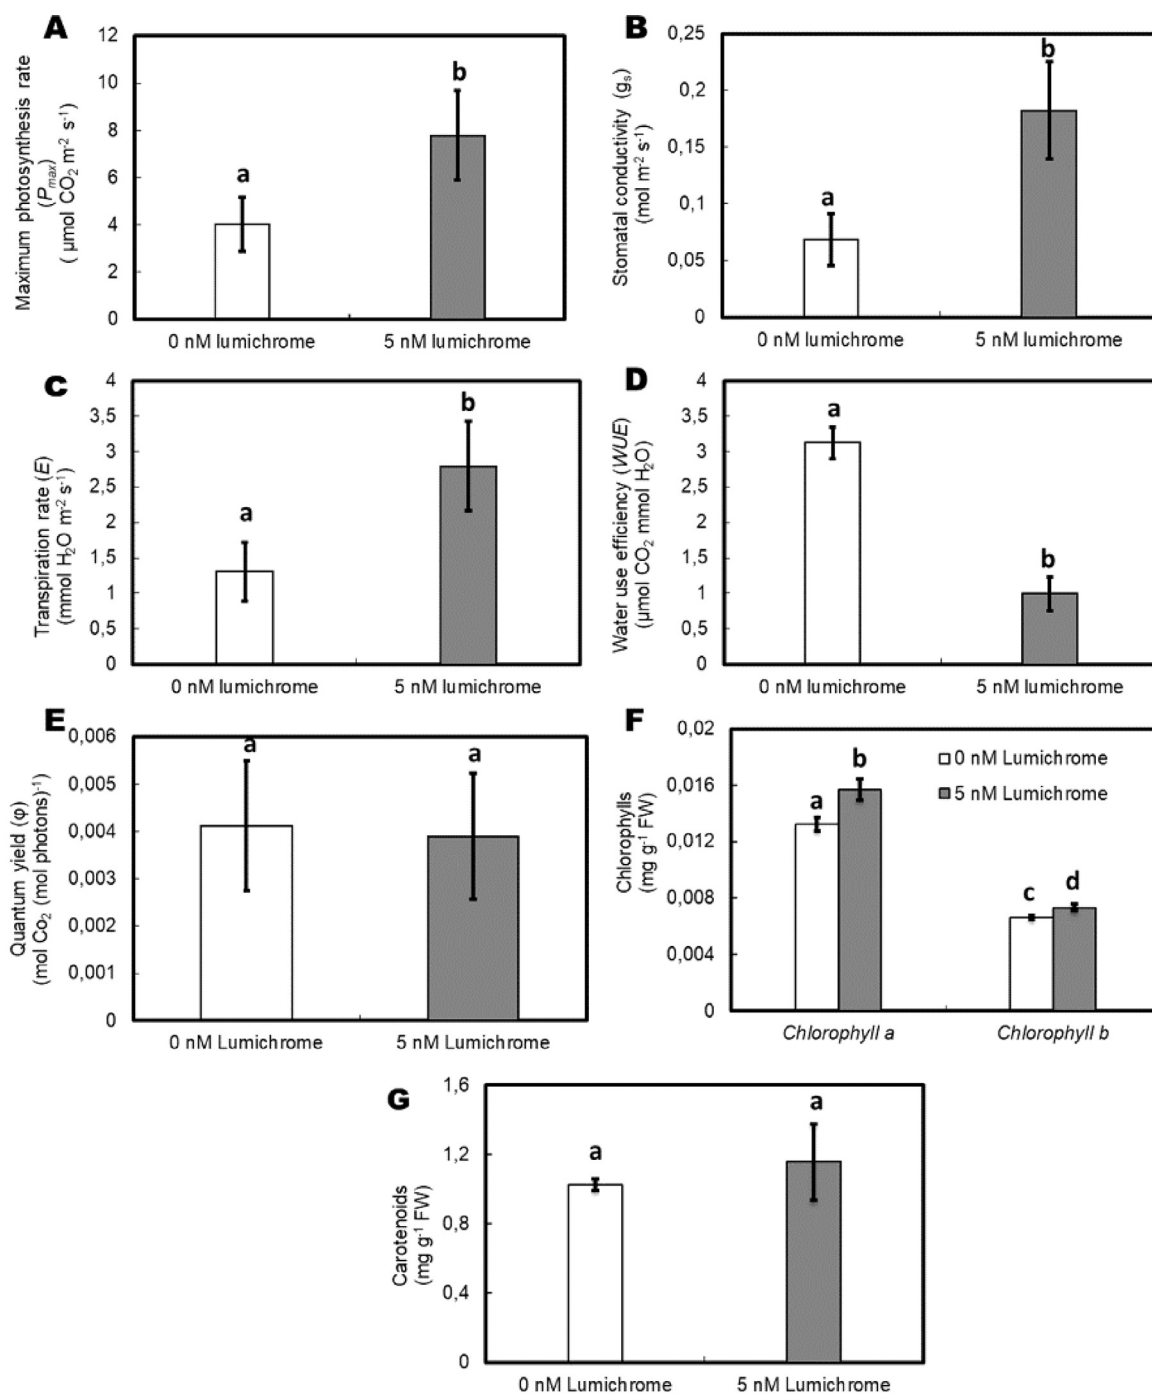 A
Maximum photosynthesis rate
(Pmax)
( µmol CO2 m-2 s-1)
12
10
8
6
4
2
0
a
b
0 nM lumichrome
5 nM lumichrome
B
Stomatal conductivity (gs)
(mol m-2 s-1)
0,25
0,2
0,15
0,1
0,05
0
a
b
0 nM lumichrome
5 nM lumichrome
C
Transpiration rate (E)
(mmol H2O m-2 s-1)
4
3,5
3
2,5
2
1,5
1
0,5
0
a
b
0 nM lumichrome
5 nM lumichrome
D
Water use efficiency (WUE)
(µmol CO2 mmol H2O)
4
3,5
3
2,5
2
1,5
1
0,5
0
a
b
0 nM lumichrome
5 nM lumichrome
E
Quantum yield (φ)
(mol Co2 (mol photons)-1
0,006
0,005
0,004
0,003
0,002
0,001
0
a
a
0 nM Lumichrome
5 nM Lumichrome
F
Chlorophylls
(mg g-1 FW)
0,02
0,016
0,012
0,008
0,004
0
0 nM Lumichrome
5 nM Lumichrome
a
b
c
d
Chlorophyll a
Chlorophyll b
G
Carotenoids
(mg g-1 FW)
1,6
1,2
0,8
0,4
0
a
a
0 nM Lumichrome
5 nM Lumichrome